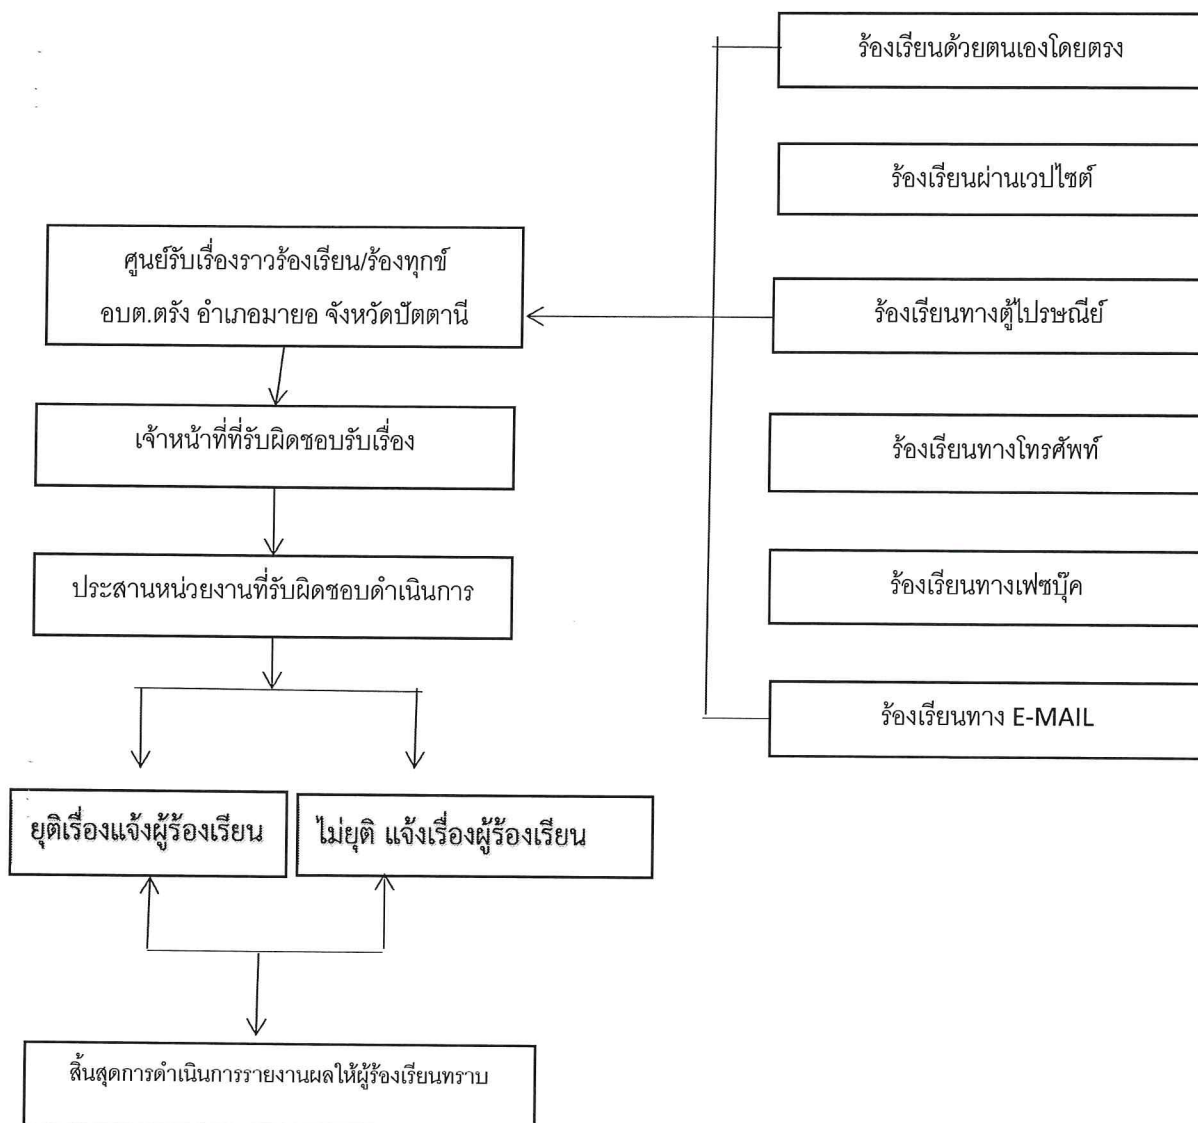 ร้องเรียนด้วยตนเองโดยตรง
ร้องเรียนผ่านเวปไซต์
ศูนย์รับเรื่องราวร้องเรียน/ร้องทุกข์
อบต.ตรัง อำเภอมายอ จังหวัดปัตตานี
ร้องเรียนทางตู้ไปรษณีย์
เจ้าหน้าที่ที่รับผิดชอบรับเรื่อง
ร้องเรียนทางโทรศัพท์
ประสานหน่วยงานที่รับผิดชอบดำเนินการ
ร้องเรียนทางเฟซบุ๊ค
ร้องเรียนทาง E-MAIL
ยุติเรื่องแจ้งผู้ร้องเรียน
ไม่ยุติ แจ้งเรื่องผู้ร้องเรียน
สิ้นสุดการดำเนินการรายงานผลให้ผู้ร้องเรียนทราบ